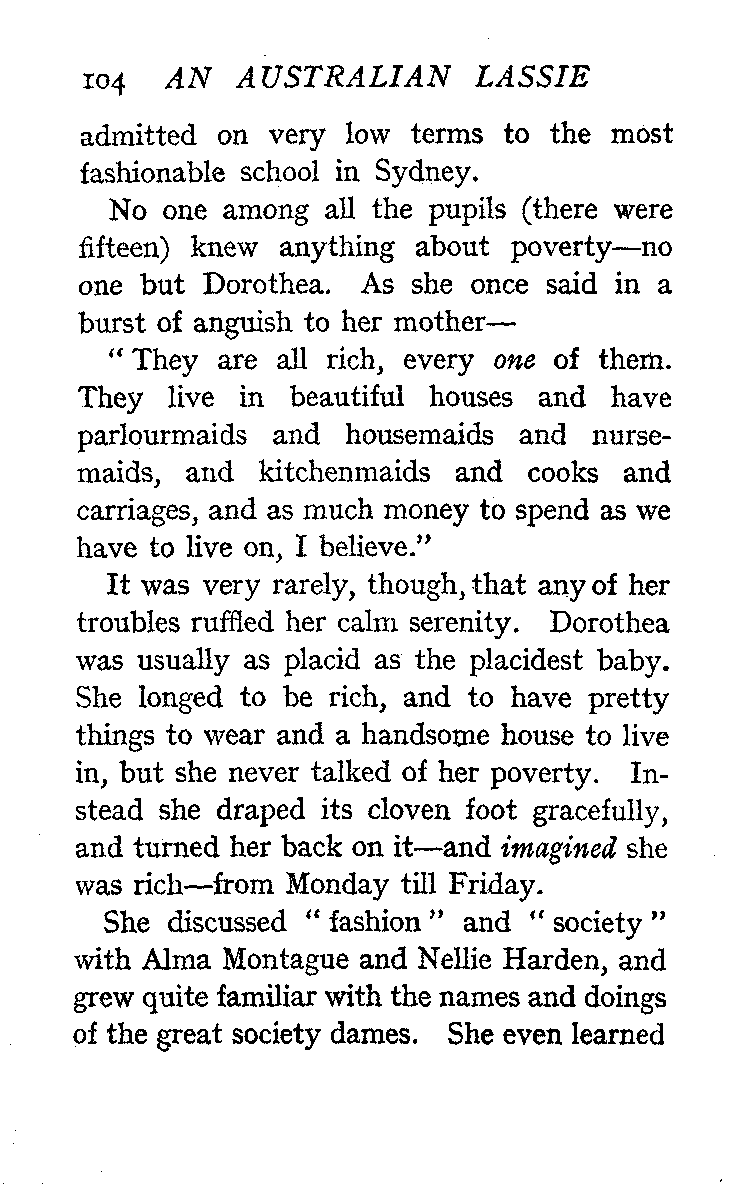 104 AN AUSTRALIAN LASSIE
admitted on very low terms to the most
fashionable school in Sydney.
No one among all the pupils (there were
fifteen) knew anything about poverty—no
one but Dorothea. As she once said in a
burst of anguish to her mother—
“They are all rich, every one of them.
They live in beautiful houses and have
parlourmaids and housemaids and nurse-
maids, and kitchenmaids and cooks and
carriages, and as much money to spend as we
have to live on, I believe.”
It was very rarely, though, that any of her
troubles ruffled her calm serenity. Dorothea
was usually as placid as the placidest baby.
She longed to be rich, and to have pretty
things to wear and a handsome house to live
in, but she never talked of her poverty. In-
stead she draped its cloven foot gracefully,
and turned her back on it—and imagined she
was rich—from Monday till Friday.
She discussed “fashion” and “society”
with Alma Montague and Nellie Harden, and
grew quite familiar with the names and doings
of the great society dames. She even learned